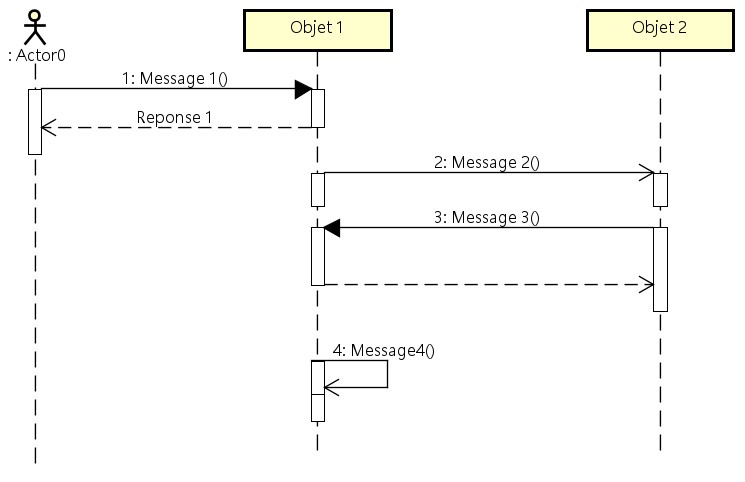 Objet 1
Objet 2
: Actor0
1: Message 1()
Reponse 1
2: Message 2()
3: Message 3()
4: Message4()